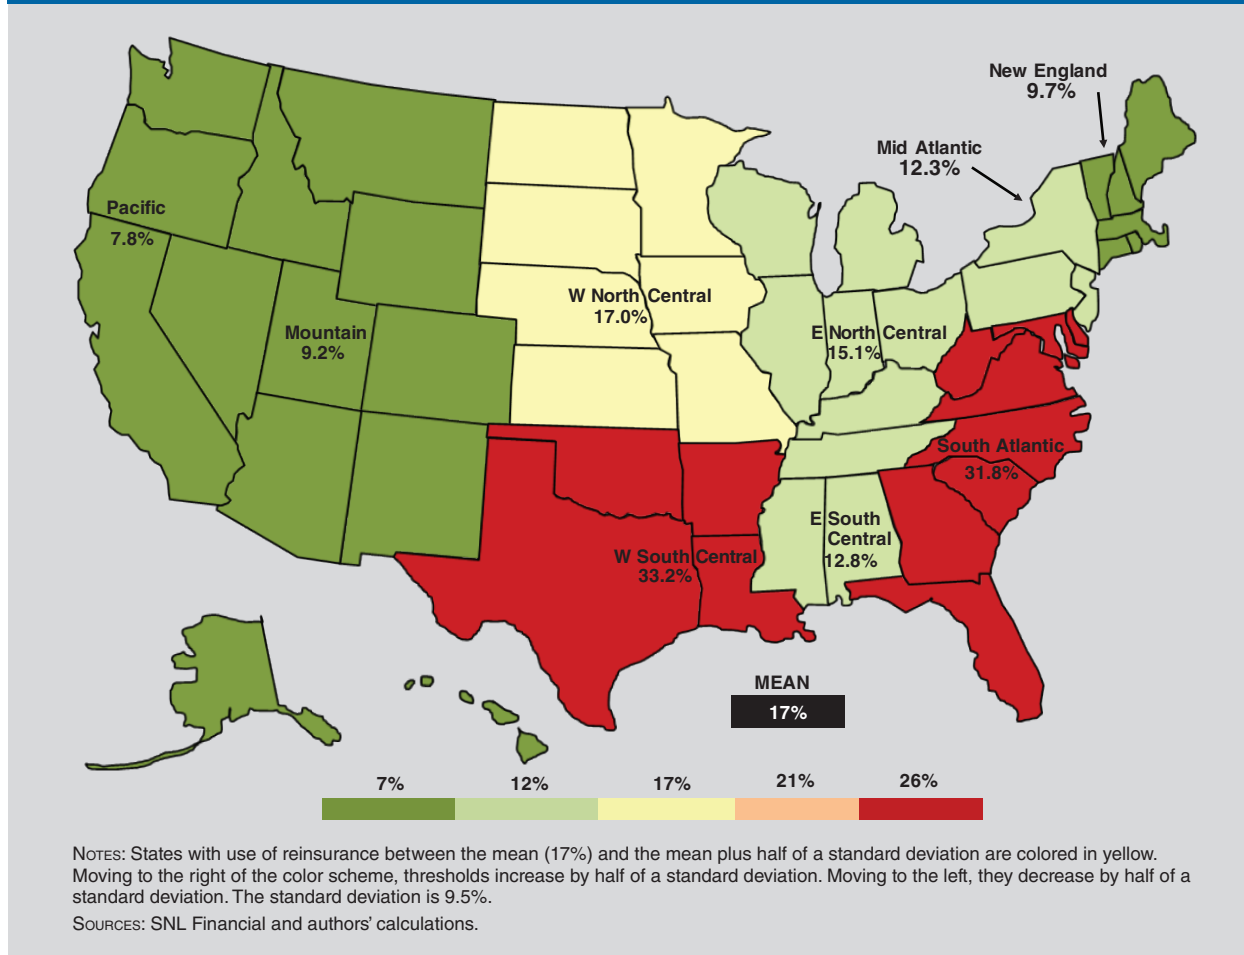 New England
9.7%
Mid Atlantic
12.3%
Pacific
7.8%
W North Central
17.0%
Mountain
9.2%
E North Central
15.1%
South Atlantic
31.8%
E South
Central
12.8%
W South Central
33.2%
MEAN
17%
7% 12% 17% 21% 26%
NOTES: States with use of reinsurance between the mean (17%) and the mean plus half of a standard deviation are colored in yellow.
Moving to the right of the color scheme, thresholds increase by half of a standard deviation. Moving to the left, they decrease by half of a
standard deviation. The standard deviation is 9.5%.
SOURCES: SNL Financial and authors' calculations.